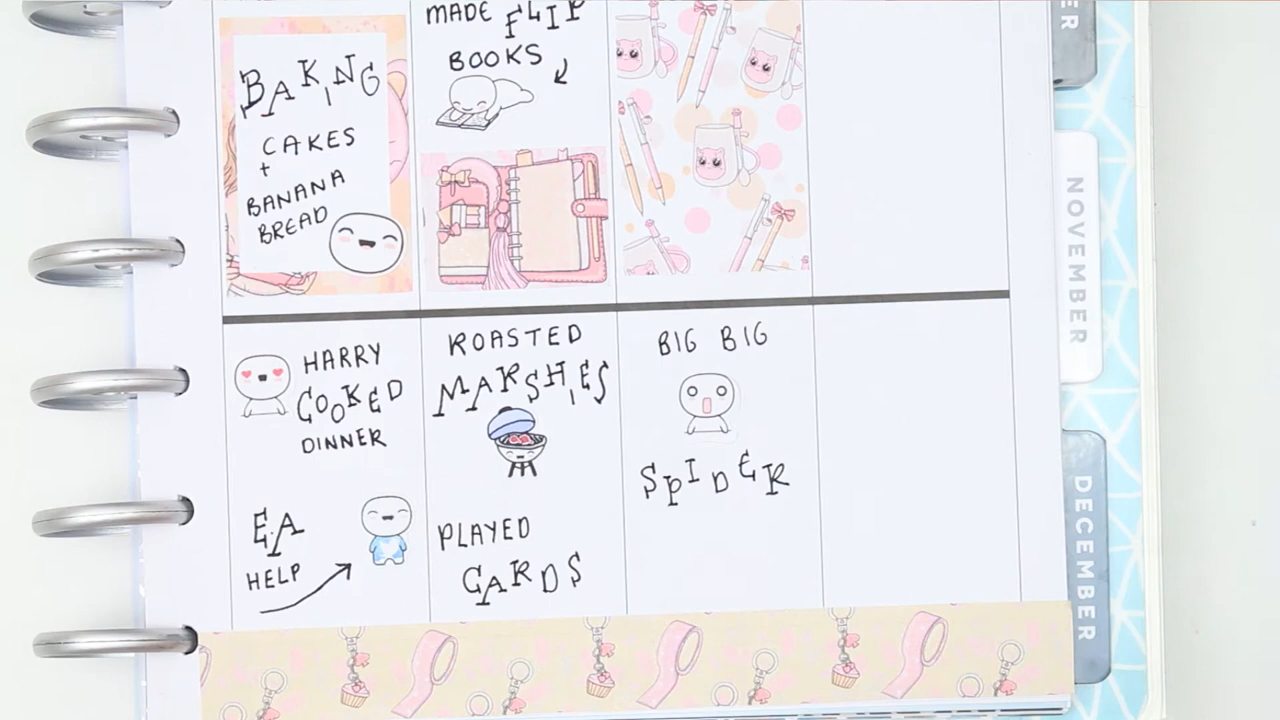 BAKING
CAKES
+
BANANA
BREAD
MADE FLIP
BOOKS
HARRY
COOKED
DINNER
EA
HELP
ROASTED
MARSHIES
PLAYED
CARDS
BIG BIG
SPIDER
ER
NOVEMBER
DECEMBER